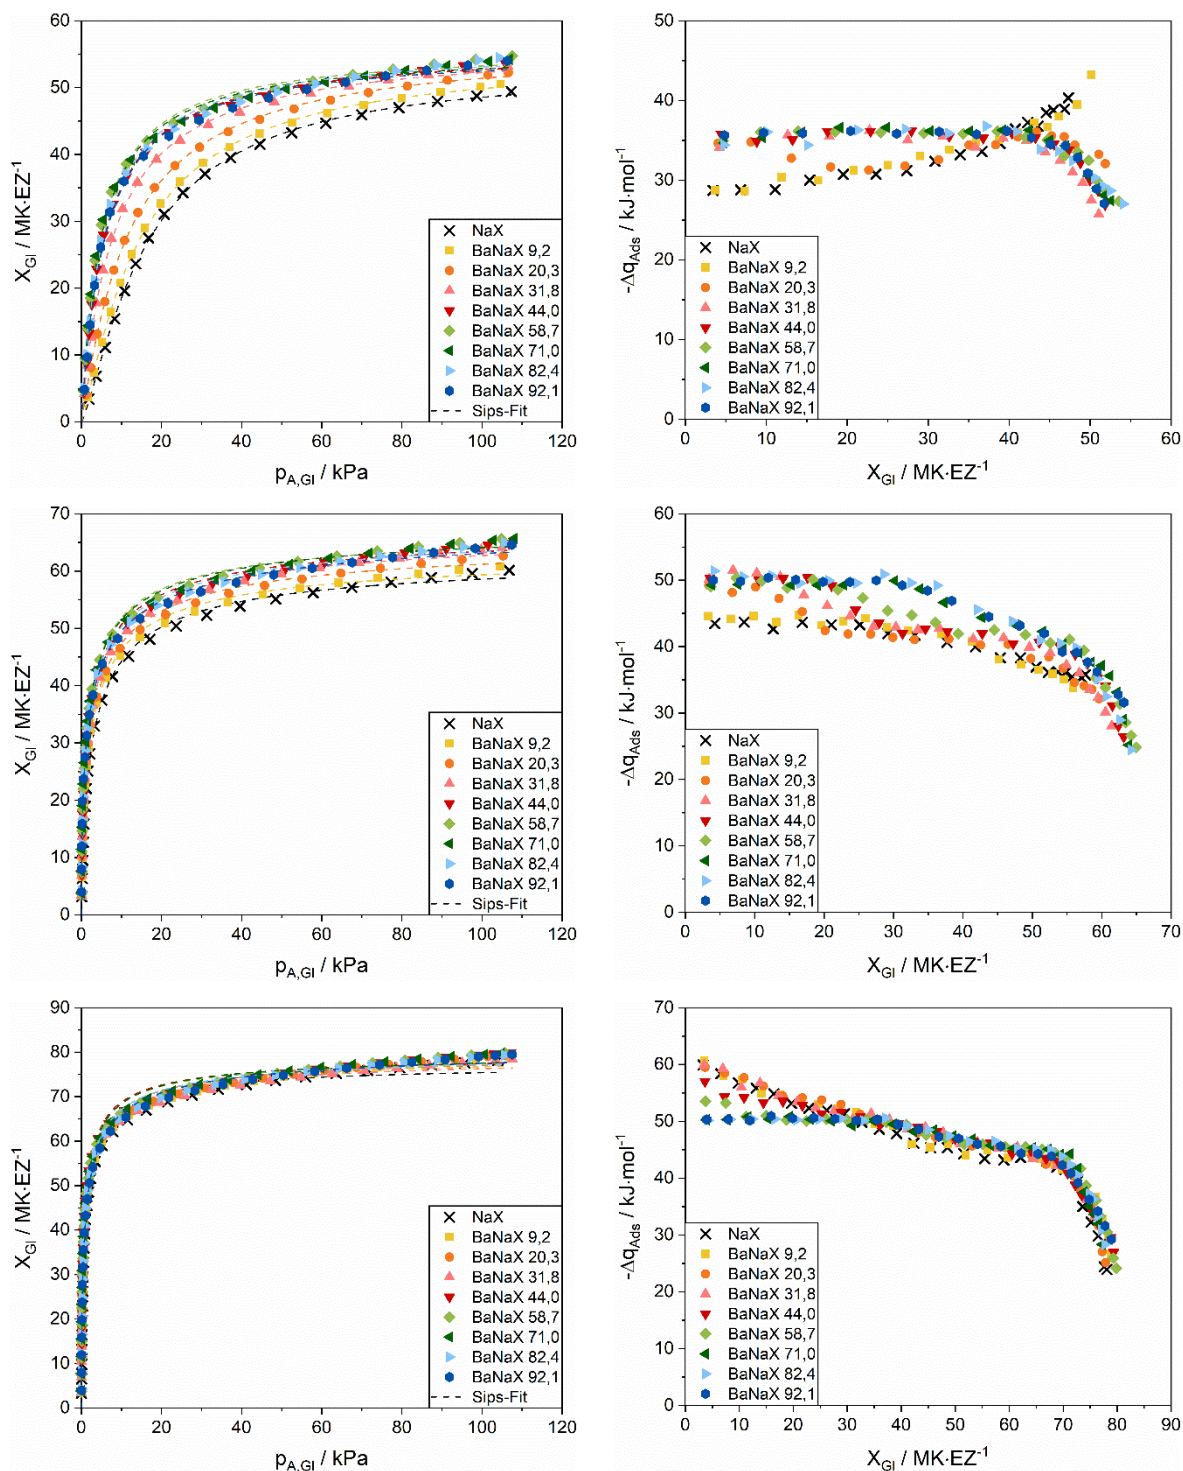 X_GI / MK·EZ⁻¹
60
50
40
30
20
10
0
0 20 40 60 80 100 120
p_A,GI / kPa
NaX
BaNaX 9,2
BaNaX 20,3
BaNaX 31,8
BaNaX 44,0
BaNaX 58,7
BaNaX 71,0
BaNaX 82,4
BaNaX 92,1
Sips-Fit
-Δq_Ads / kJ·mol⁻¹
50
40
30
20
10
0
0 10 20 30 40 50 60
X_GI / MK·EZ⁻¹
NaX
BaNaX 9,2
BaNaX 20,3
BaNaX 31,8
BaNaX 44,0
BaNaX 58,7
BaNaX 71,0
BaNaX 82,4
BaNaX 92,1
X_GI / MK·EZ⁻¹
70
60
50
40
30
20
10
0
0 20 40 60 80 100 120
p_A,GI / kPa
NaX
BaNaX 9,2
BaNaX 20,3
BaNaX 31,8
BaNaX 44,0
BaNaX 58,7
BaNaX 71,0
BaNaX 82,4
BaNaX 92,1
Sips-Fit
-Δq_Ads / kJ·mol⁻¹
60
50
40
30
20
10
0
0 10 20 30 40 50 60 70
X_GI / MK·EZ⁻¹
NaX
BaNaX 9,2
BaNaX 20,3
BaNaX 31,8
BaNaX 44,0
BaNaX 58,7
BaNaX 71,0
BaNaX 82,4
BaNaX 92,1
X_GI / MK·EZ⁻¹
90
80
70
60
50
40
30
20
10
0
0 20 40 60 80 100 120
p_A,GI / kPa
NaX
BaNaX 9,2
BaNaX 20,3
BaNaX 31,8
BaNaX 44,0
BaNaX 58,7
BaNaX 71,0
BaNaX 82,4
BaNaX 92,1
Sips-Fit
-Δq_Ads / kJ·mol⁻¹
70
60
50
40
30
20
10
0
0 10 20 30 40 50 60 70 80 90
X_GI / MK·EZ⁻¹
NaX
BaNaX 9,2
BaNaX 20,3
BaNaX 31,8
BaNaX 44,0
BaNaX 58,7
BaNaX 71,0
BaNaX 82,4
BaNaX 92,1